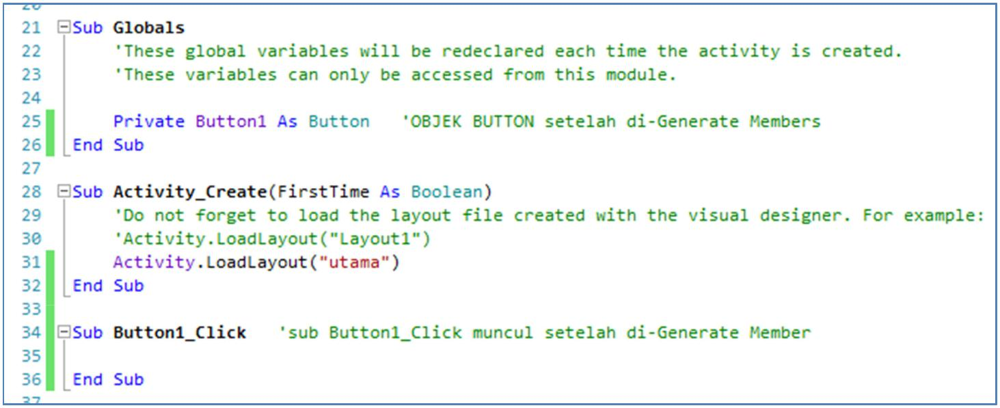 20
21 Sub Globals
22 'These global variables will be redeclared each time the activity is created.
23 'These variables can only be accessed from this module.
24
25 Private Button1 As Button 'OBJEK BUTTON setelah di-Generate Members
26 End Sub
27
28 Sub Activity_Create(FirstTime As Boolean)
29 'Do not forget to load the layout file created with the visual designer. For example:
30 'Activity.LoadLayout("Layout1")
31 Activity.LoadLayout("utama")
32 End Sub
33
34 Sub Button1_Click 'sub Button1_Click muncul setelah di-Generate Member
35
36 End Sub
37